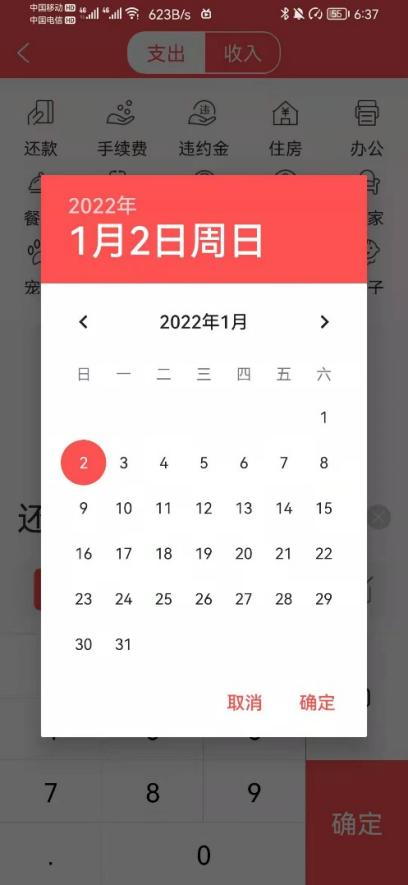 中国移动 HD 4G 4G 623B/s 55 6:37
中国电信 HD
支出 收入
还款 手续费 违约金 住房 办公
餐 家
2022年
1月2日周日
宠 子
2022年1月
日 一 二 三 四 五 六
1
2 3 4 5 6 7 8
还
9 10 11 12 13 14 15
16 17 18 19 20 21 22
23 24 25 26 27 28 29
30 31
取消 确定
7 8 9
确定
. 0